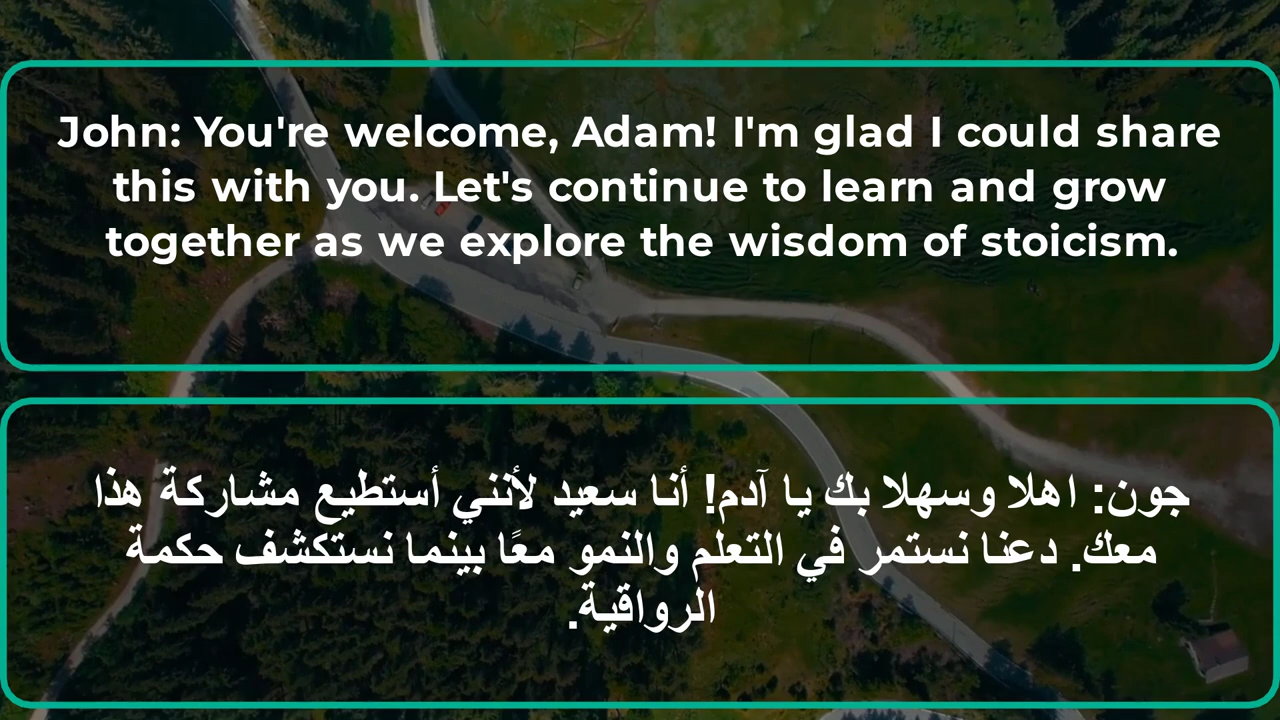 John: You're welcome, Adam! I'm glad I could share
this with you. Let's continue to learn and grow
together as we explore the wisdom of stoicism.
جون: اهلا وسهلا بك يا آدم! أنا سعيد لأنني أستطيع مشاركة هذا
معك. دعنا نستمر في التعلم والنمو معًا بينما نستكشف حكمة
الرواقية.